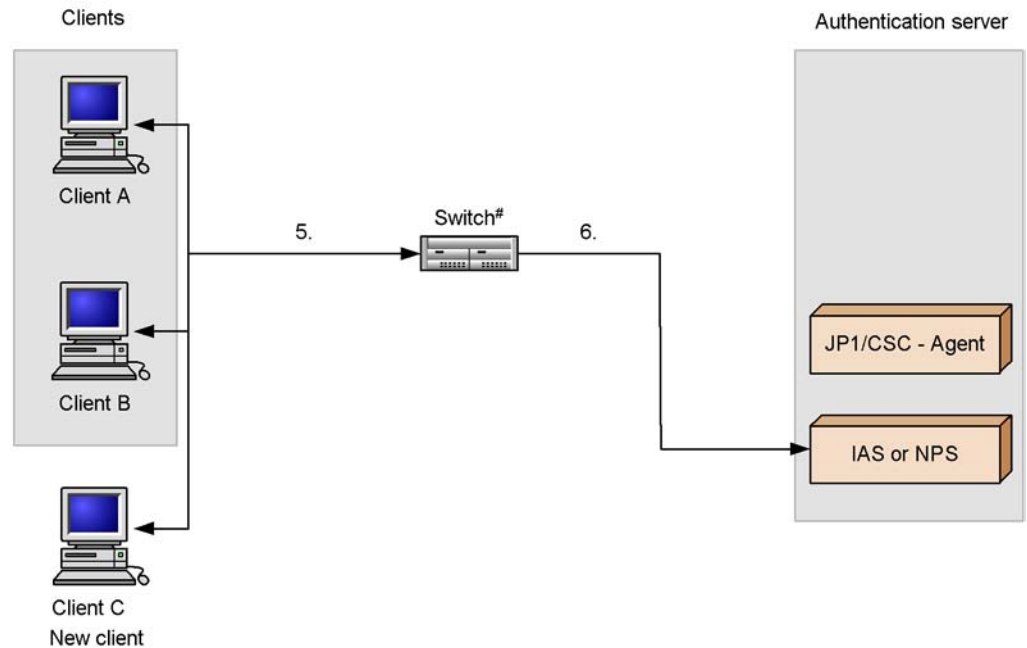 Clients
Authentication server
Client A
Switch#
5.
6.
Client B
JP1/CSC - Agent
IAS or NPS
Client C
New client